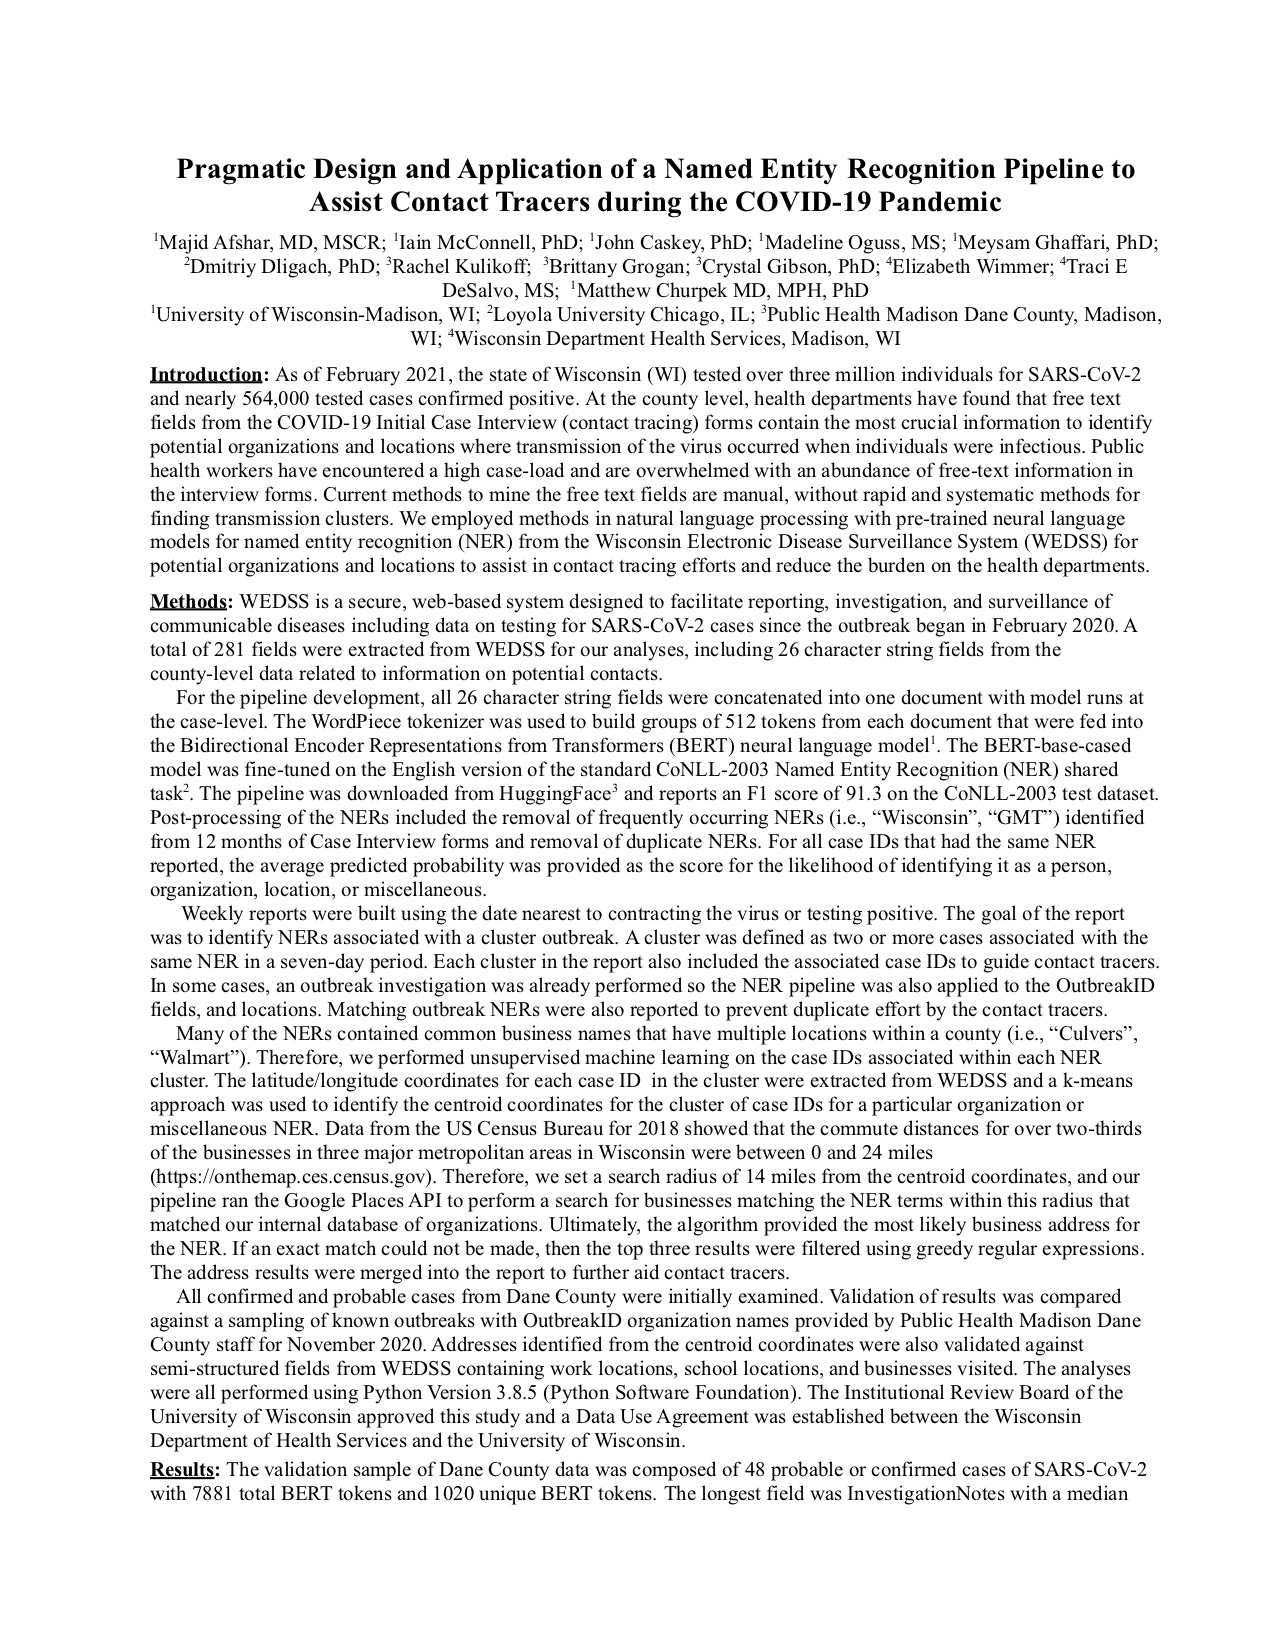 Pragmatic Design and Application of a Named Entity Recognition Pipeline to
Assist Contact Tracers during the COVID-19 Pandemic
¹Majid Afshar, MD, MSCR; ¹Iain McConnell, PhD; ¹John Caskey, PhD; ¹Madeline Oguss, MS; ¹Meysam Ghaffari, PhD;
²Dmitriy Dligach, PhD; ³Rachel Kulikoff; ³Brittany Grogan; ³Crystal Gibson, PhD; ⁴Elizabeth Wimmer; ⁴Traci E
DeSalvo, MS; ¹Matthew Churpek MD, MPH, PhD
¹University of Wisconsin-Madison, WI; ²Loyola University Chicago, IL; ³Public Health Madison Dane County, Madison,
WI; ⁴Wisconsin Department Health Services, Madison, WI
Introduction: As of February 2021, the state of Wisconsin (WI) tested over three million individuals for SARS-CoV-2
and nearly 564,000 tested cases confirmed positive. At the county level, health departments have found that free text
fields from the COVID-19 Initial Case Interview (contact tracing) forms contain the most crucial information to identify
potential organizations and locations where transmission of the virus occurred when individuals were infectious. Public
health workers have encountered a high case-load and are overwhelmed with an abundance of free-text information in
the interview forms. Current methods to mine the free text fields are manual, without rapid and systematic methods for
finding transmission clusters. We employed methods in natural language processing with pre-trained neural language
models for named entity recognition (NER) from the Wisconsin Electronic Disease Surveillance System (WEDSS) for
potential organizations and locations to assist in contact tracing efforts and reduce the burden on the health departments.
Methods: WEDSS is a secure, web-based system designed to facilitate reporting, investigation, and surveillance of
communicable diseases including data on testing for SARS-CoV-2 cases since the outbreak began in February 2020. A
total of 281 fields were extracted from WEDSS for our analyses, including 26 character string fields from the
county-level data related to information on potential contacts.
For the pipeline development, all 26 character string fields were concatenated into one document with model runs at
the case-level. The WordPiece tokenizer was used to build groups of 512 tokens from each document that were fed into
the Bidirectional Encoder Representations from Transformers (BERT) neural language model¹. The BERT-base-cased
model was fine-tuned on the English version of the standard CoNLL-2003 Named Entity Recognition (NER) shared
task². The pipeline was downloaded from HuggingFace³ and reports an F1 score of 91.3 on the CoNLL-2003 test dataset.
Post-processing of the NERs included the removal of frequently occurring NERs (i.e., “Wisconsin”, “GMT”) identified
from 12 months of Case Interview forms and removal of duplicate NERs. For all case IDs that had the same NER
reported, the average predicted probability was provided as the score for the likelihood of identifying it as a person,
organization, location, or miscellaneous.
Weekly reports were built using the date nearest to contracting the virus or testing positive. The goal of the report
was to identify NERs associated with a cluster outbreak. A cluster was defined as two or more cases associated with the
same NER in a seven-day period. Each cluster in the report also included the associated case IDs to guide contact tracers.
In some cases, an outbreak investigation was already performed so the NER pipeline was also applied to the OutbreakID
fields, and locations. Matching outbreak NERs were also reported to prevent duplicate effort by the contact tracers.
Many of the NERs contained common business names that have multiple locations within a county (i.e., “Culvers”,
“Walmart”). Therefore, we performed unsupervised machine learning on the case IDs associated within each NER
cluster. The latitude/longitude coordinates for each case ID in the cluster were extracted from WEDSS and a k-means
approach was used to identify the centroid coordinates for the cluster of case IDs for a particular organization or
miscellaneous NER. Data from the US Census Bureau for 2018 showed that the commute distances for over two-thirds
of the businesses in three major metropolitan areas in Wisconsin were between 0 and 24 miles
(https://onthemap.ces.census.gov). Therefore, we set a search radius of 14 miles from the centroid coordinates, and our
pipeline ran the Google Places API to perform a search for businesses matching the NER terms within this radius that
matched our internal database of organizations. Ultimately, the algorithm provided the most likely business address for
the NER. If an exact match could not be made, then the top three results were filtered using greedy regular expressions.
The address results were merged into the report to further aid contact tracers.
All confirmed and probable cases from Dane County were initially examined. Validation of results was compared
against a sampling of known outbreaks with OutbreakID organization names provided by Public Health Madison Dane
County staff for November 2020. Addresses identified from the centroid coordinates were also validated against
semi-structured fields from WEDSS containing work locations, school locations, and businesses visited. The analyses
were all performed using Python Version 3.8.5 (Python Software Foundation). The Institutional Review Board of the
University of Wisconsin approved this study and a Data Use Agreement was established between the Wisconsin
Department of Health Services and the University of Wisconsin.
Results: The validation sample of Dane County data was composed of 48 probable or confirmed cases of SARS-CoV-2
with 7881 total BERT tokens and 1020 unique BERT tokens. The longest field was InvestigationNotes with a median